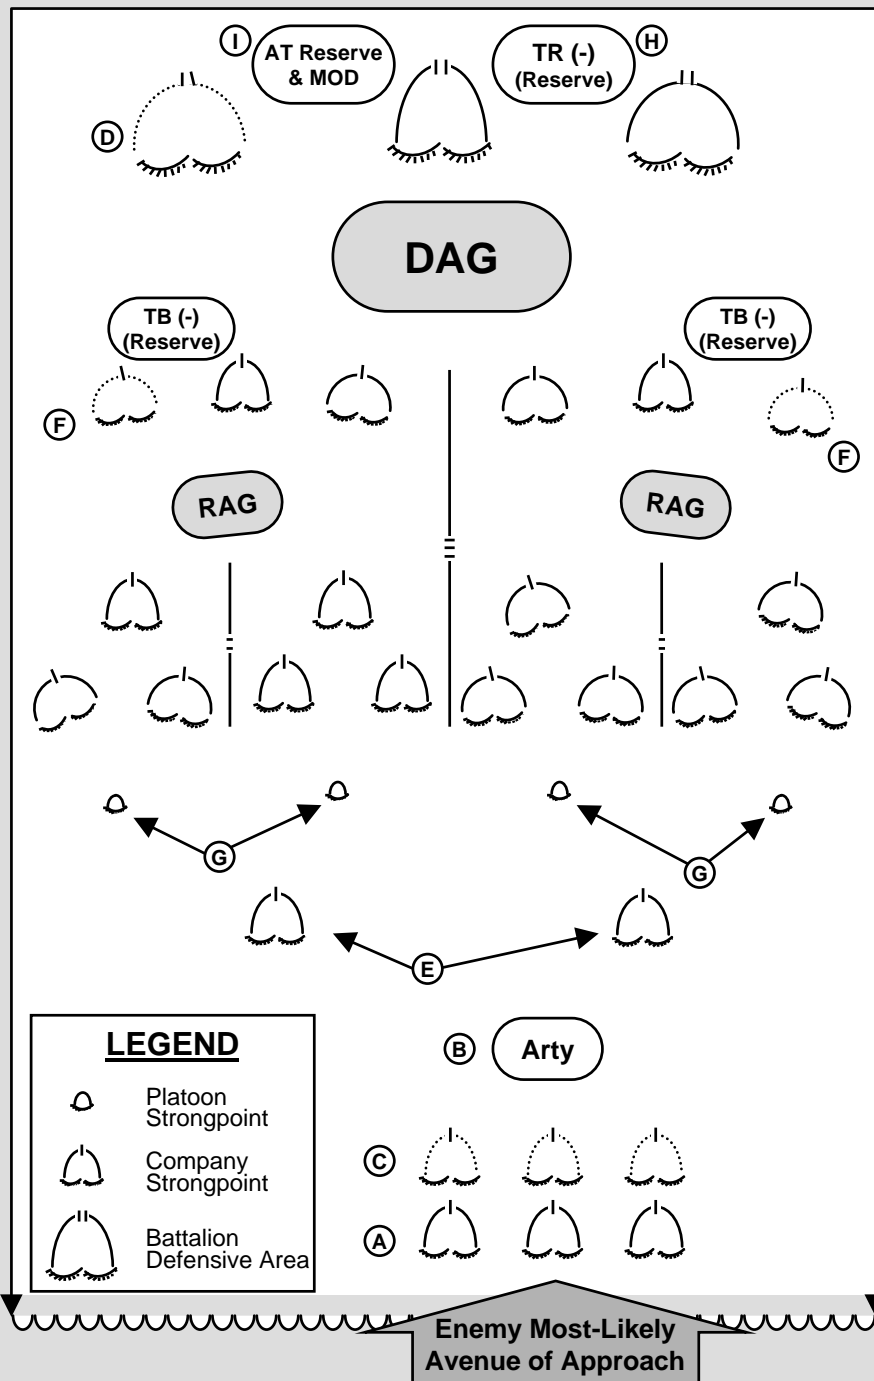 I
AT Reserve
& MOD
TR (-)
(Reserve)
H
D
DAG
TB (-)
(Reserve)
TB (-)
(Reserve)
F
F
RAG
RAG
G
G
E
LEGEND
Platoon
Strongpoint
Company
Strongpoint
Battalion
Defensive Area
B
Arty
C
A
Enemy Most-Likely
Avenue of Approach